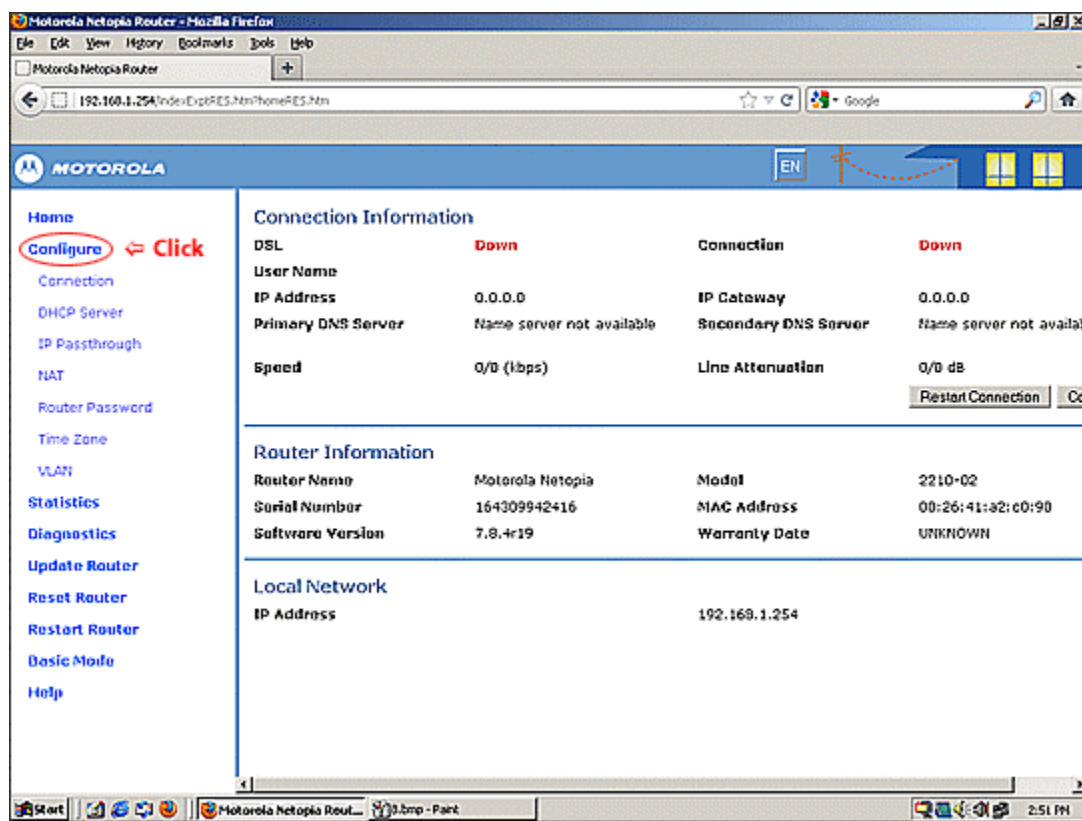 Motorola Netopia Router - Mozilla Firefox
File Edit View History Bookmarks Tools Help
Motorola Netopia Router +
192.168.1.254/IndexExptRES.htm?homeRES.htm Google
MOTOROLA EN
Home
Configure ⇐ Click
Connection
DHCP Server
IP Passthrough
NAT
Router Password
Time Zone
VLAN
Statistics
Diagnostics
Update Router
Reset Router
Restart Router
Basic Mode
Help
Connection Information
DSL Down Connection Down
User Name
IP Address 0.0.0.0 IP Gateway 0.0.0.0
Primary DNS Server Name server not available Secondary DNS Server Name server not availa
Speed 0/0 (kbps) Line Attenuation 0/0 dB
Restart Connection Co
Router Information
Router Name Motorola Netopia Model 2210-02
Serial Number 164309942416 MAC Address 00:26:41:a2:c0:90
Software Version 7.8.4r19 Warranty Date UNKNOWN
Local Network
IP Address 192.168.1.254
Start Motorola Netopia Rout... 3.bmp - Paint 2:51 PM